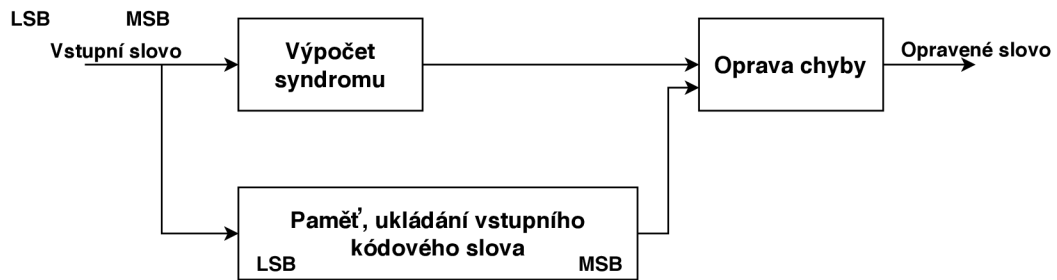 LSB MSB
Vstupní slovo
Výpočet
syndromu
Oprava chyby
Opravené slovo
Paměť, ukládání vstupního
kódového slova
LSB MSB